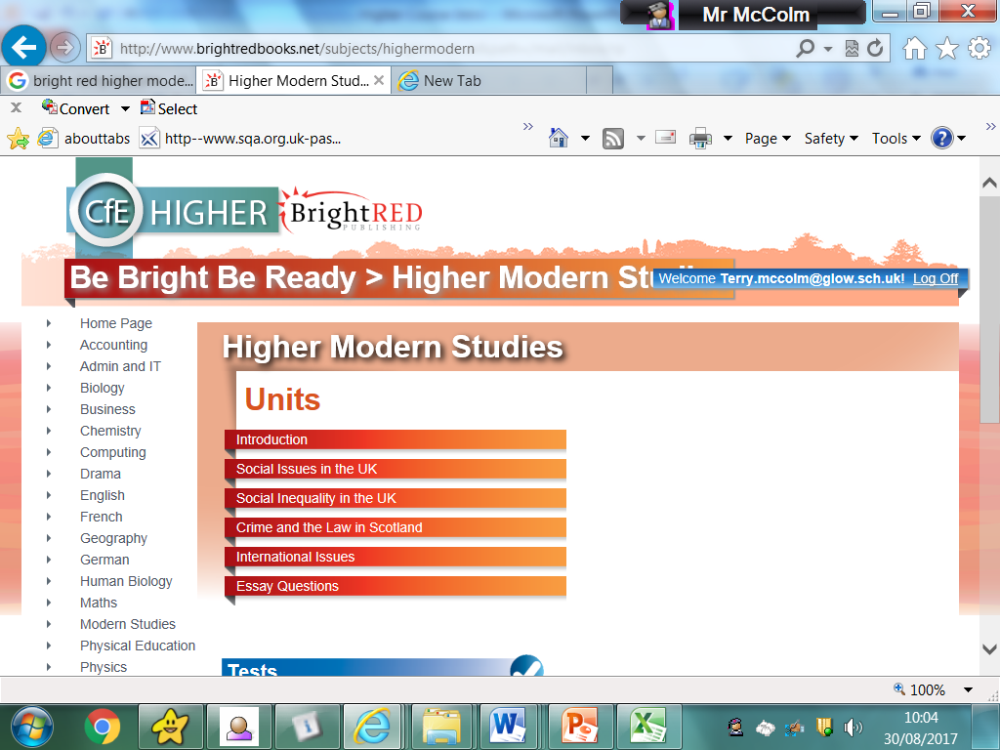 Mr McColm
http://www.brightredbooks.net/subjects/highermodern
bright red higher mode...
Higher Modern Stud...
New Tab
Convert
Select
abouttabs
http--www.sqa.org.uk-pas...
Page
Safety
Tools
CfE HIGHER
BrightRED
PUBLISHING
Be Bright Be Ready > Higher Modern
Welcome Terry.mccolm@glow.sch.uk! Log Off
Home Page
Accounting
Admin and IT
Biology
Business
Chemistry
Computing
Drama
English
French
Geography
German
Human Biology
Maths
Modern Studies
Physical Education
Physics
Higher Modern Studies
Units
Introduction
Social Issues in the UK
Social Inequality in the UK
Crime and the Law in Scotland
International Issues
Essay Questions
Tests
100%
10:04
30/08/2017